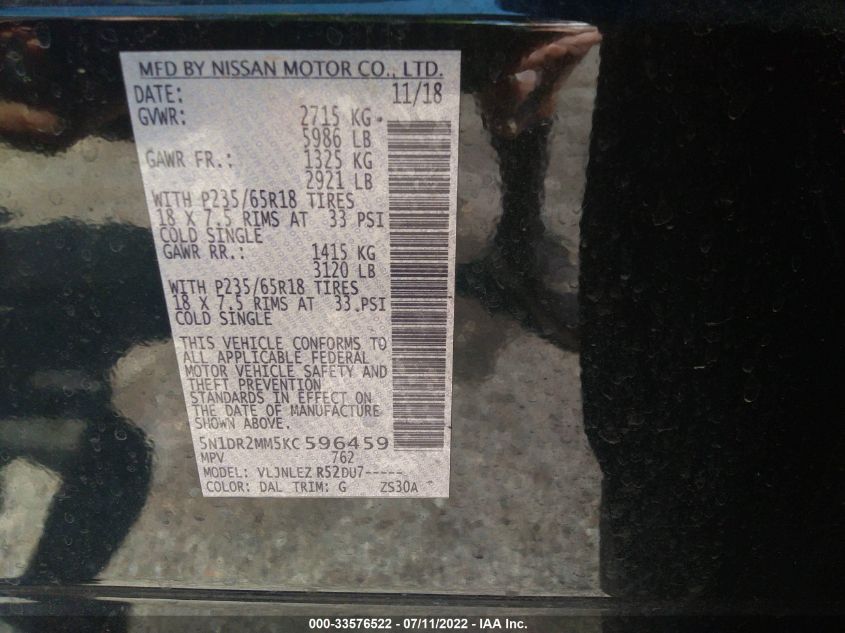 MFD BY NISSAN MOTOR CO., LTD.
DATE: 11/18
GVWR: 2715 KG
5986 LB
GAWR FR.: 1325 KG
2921 LB
WITH P235/65R18 TIRES
18 X 7.5 RIMS AT 33 PSI
COLD SINGLE
GAWR RR.: 1415 KG
3120 LB
WITH P235/65R18 TIRES
18 X 7.5 RIMS AT 33 PSI
COLD SINGLE
THIS VEHICLE CONFORMS TO
ALL APPLICABLE FEDERAL
MOTOR VEHICLE SAFETY AND
THEFT PREVENTION
STANDARDS IN EFFECT ON
THE DATE OF MANUFACTURE
SHOWN ABOVE.
5N1DR2MM5KC596459
MPV 762
MODEL: VLJNLEZ R52DU7-----
COLOR: DAL TRIM: G ZS30A
000-33576522 - 07/11/2022 - IAA Inc.